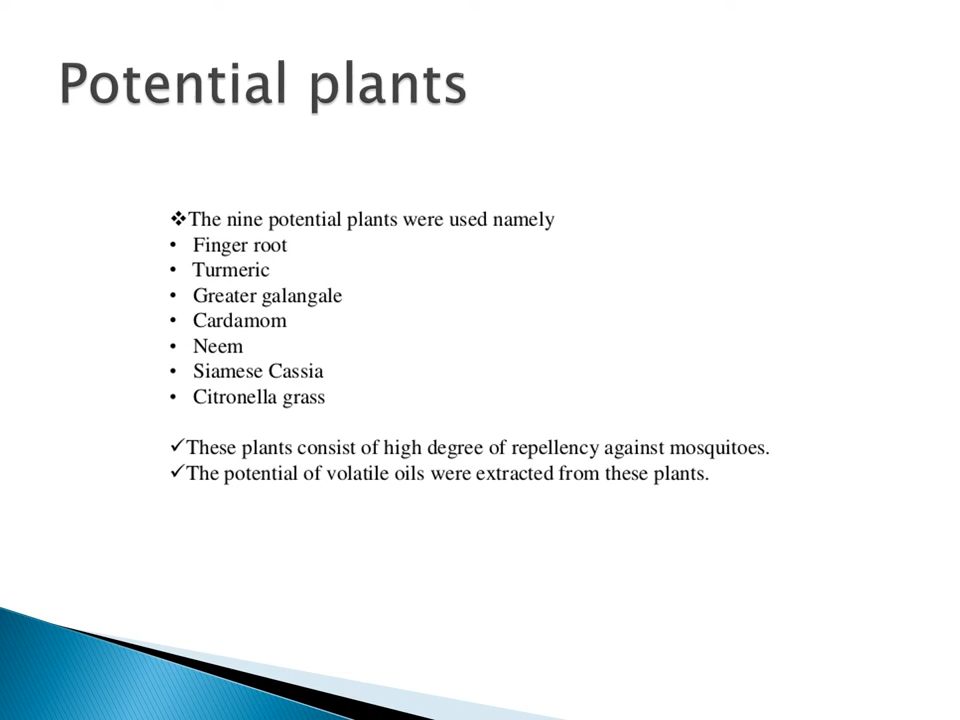 Potential plants
❖The nine potential plants were used namely
• Finger root
• Turmeric
• Greater galangale
• Cardamom
• Neem
• Siamese Cassia
• Citronella grass
✓These plants consist of high degree of repellency against mosquitoes.
✓The potential of volatile oils were extracted from these plants.